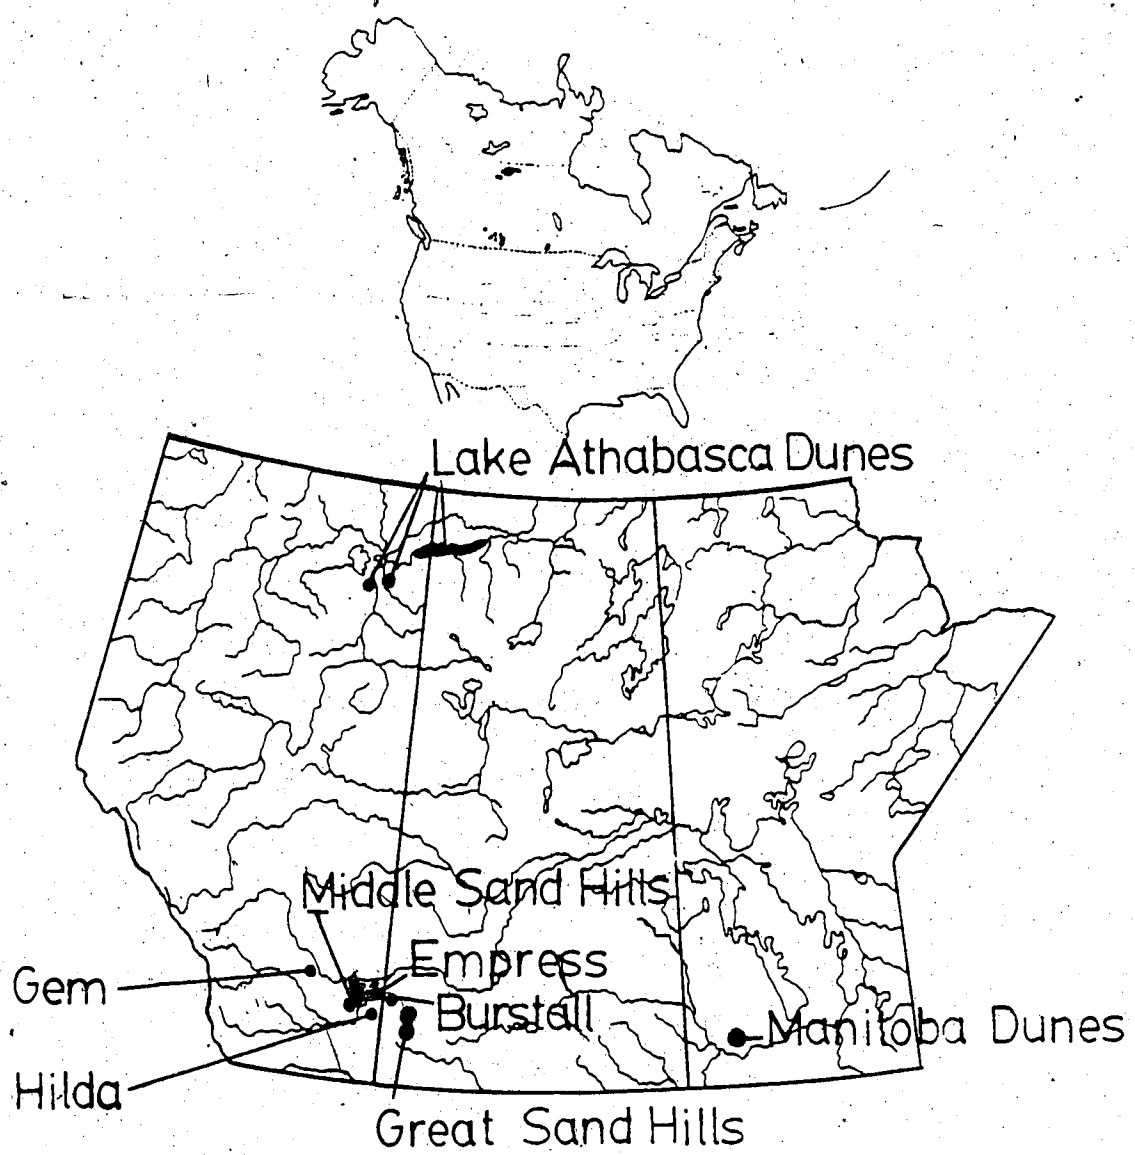 Lake Athabasca Dunes
Middle Sand Hills
Empress
Gem
Burstall
Manitoba Dunes
Hilda
Great Sand Hills